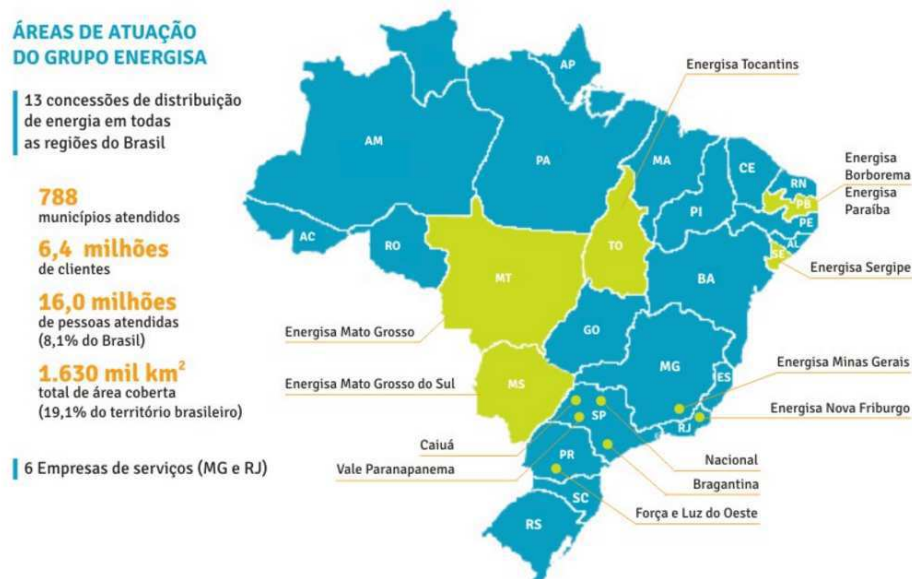 ÁREAS DE ATUAÇÃO
DO GRUPO ENERGISA
13 concessões de distribuição
de energia em todas
as regiões do Brasil
788
municípios atendidos
6,4 milhões
de clientes
16,0 milhões
de pessoas atendidas
(8,1% do Brasil)
1.630 mil km²
total de área coberta
(19,1% do território brasileiro)
6 Empresas de serviços (MG e RJ)
AP
Energisa Tocantins
AM
PA
MA
CE
RN
PB
PE
AL
SE
PI
Energisa
Borborema
Energisa
Paraíba
Energisa Sergipe
AC
RO
MT
TO
BA
Energisa Mato Grosso
GO
MG
ES
Energisa Mato Grosso do Sul
MS
Energisa Minas Gerais
SP
RJ
Energisa Nova Friburgo
Caiuá
Vale Paranapanema
PR
Nacional
Bragantina
SC
Força e Luz do Oeste
RS